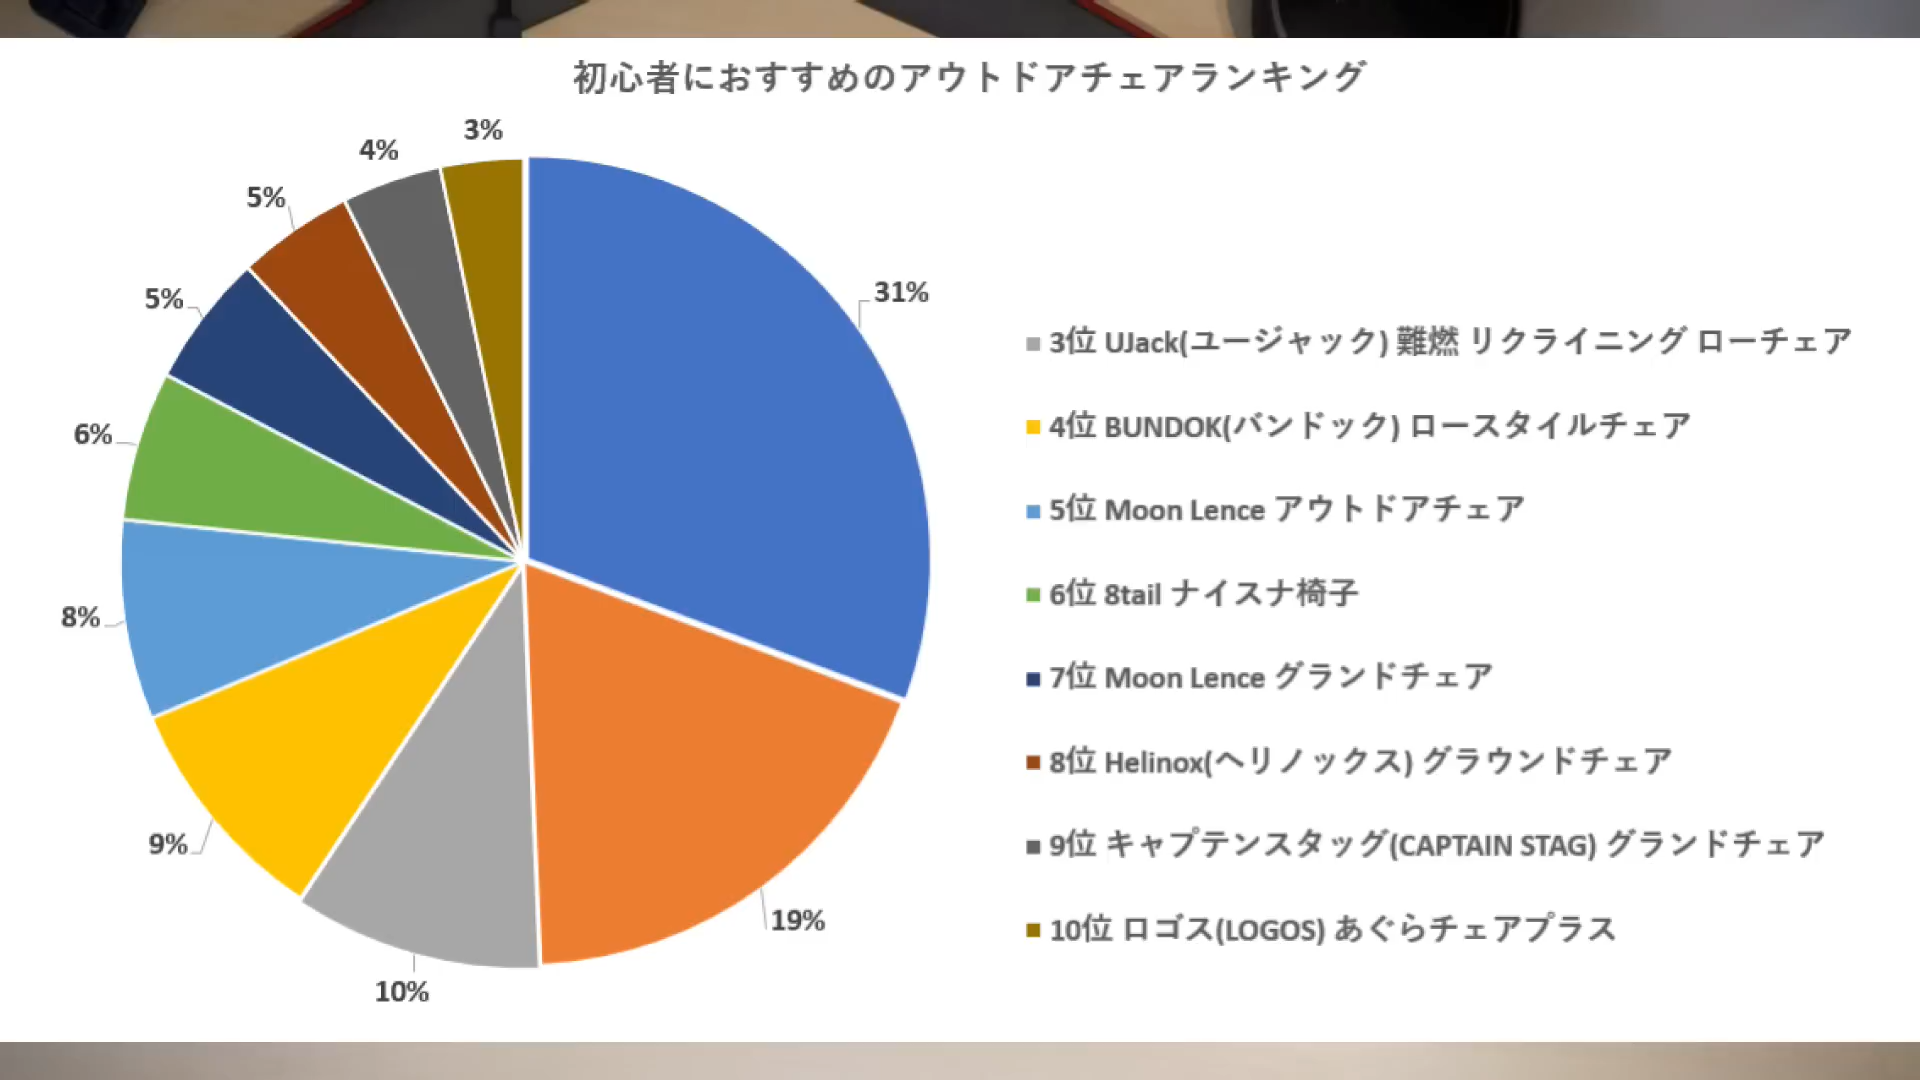 初心者におすすめのアウトドアチェアランキング
3%
4%
5%
31%
5%
6%
8%
9%
19%
10%
3位 UJack(ユージャック) 難燃 リクライニング ローチェア
4位 BUNDOK(バンドック) ロースタイルチェア
5位 Moon Lence アウトドアチェア
6位 8tail ナイスナ椅子
7位 Moon Lence グランドチェア
8位 Helinox(ヘリノックス) グラウンドチェア
9位 キャプテンスタッグ(CAPTAIN STAG) グランドチェア
10位 ロゴス(LOGOS) あぐらチェアプラス